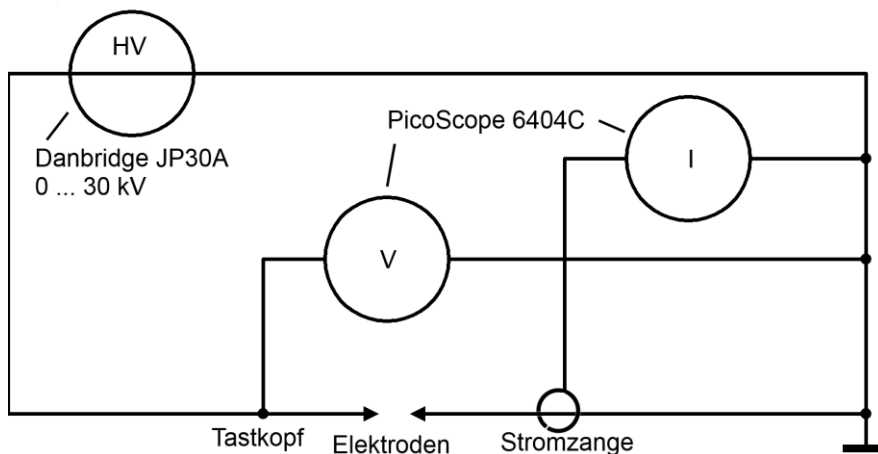 HV
PicoScope 6404C
Danbridge JP30A
0 ... 30 kV
I
V
Tastkopf
Elektroden
Stromzange